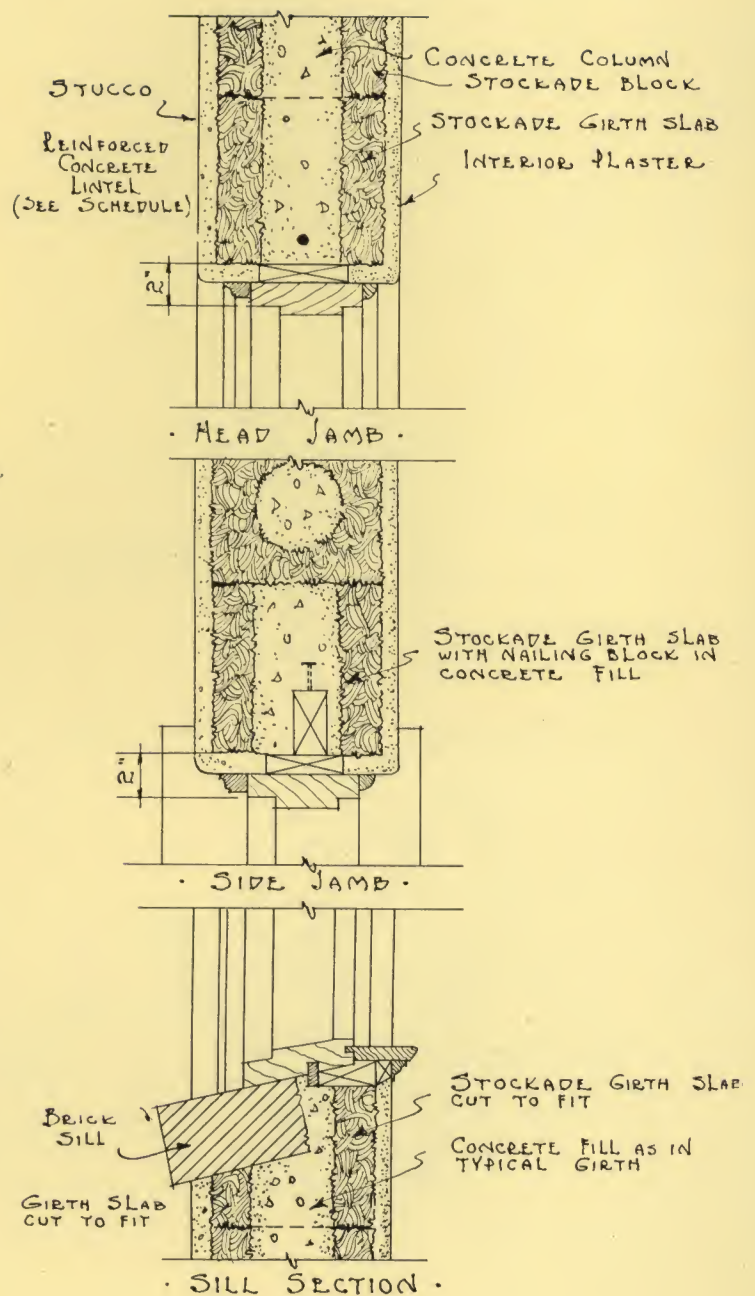 CONCRETE COLUMN
STOCKADE BLOCK
STUCCO
STOCKADE GIRTH SLAB
REINFORCED
CONCRETE
LINTEL
(SEE SCHEDULE)
INTERIOR PLASTER
2"
· HEAD JAMB ·
STOCKADE GIRTH SLAB
WITH NAILING BLOCK IN
CONCRETE FILL
2"
· SIDE JAMB ·
STOCKADE GIRTH SLAB
CUT TO FIT
BRICK
SILL
CONCRETE FILL AS IN
TYPICAL GIRTH
GIRTH SLAB
CUT TO FIT
· SILL SECTION ·